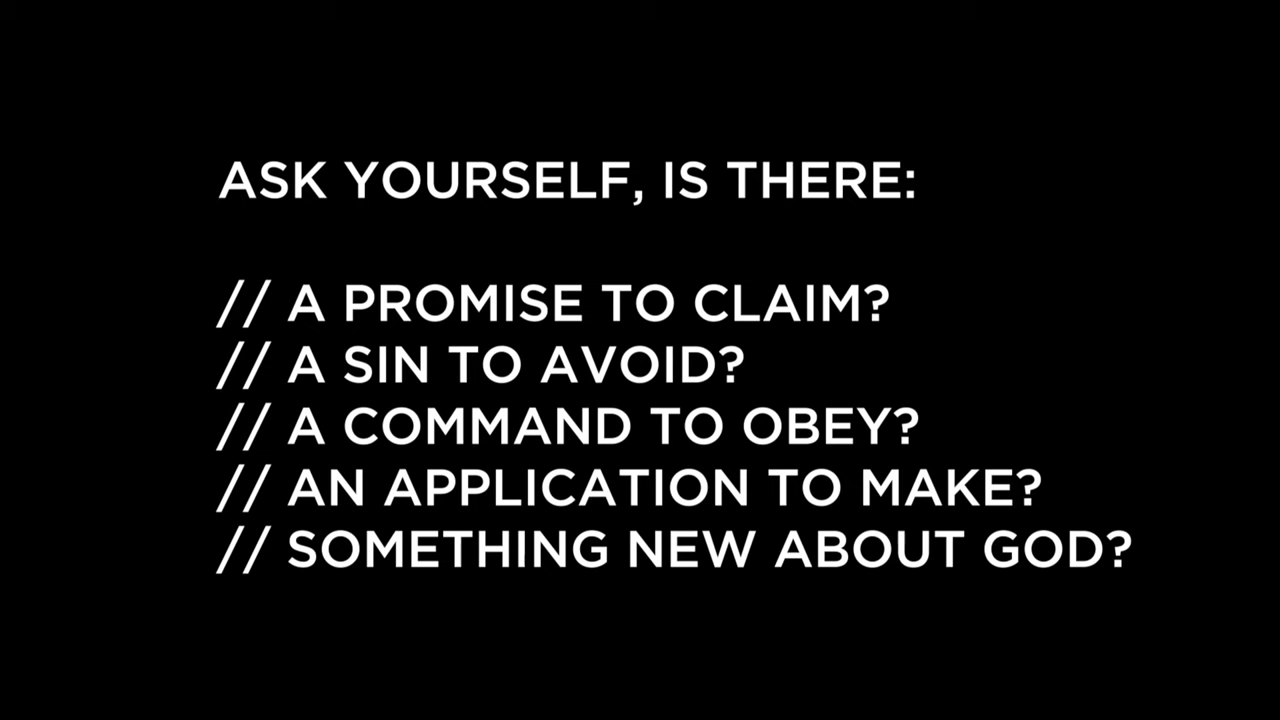 ASK YOURSELF, IS THERE:
// A PROMISE TO CLAIM?
// A SIN TO AVOID?
// A COMMAND TO OBEY?
// AN APPLICATION TO MAKE?
// SOMETHING NEW ABOUT GOD?